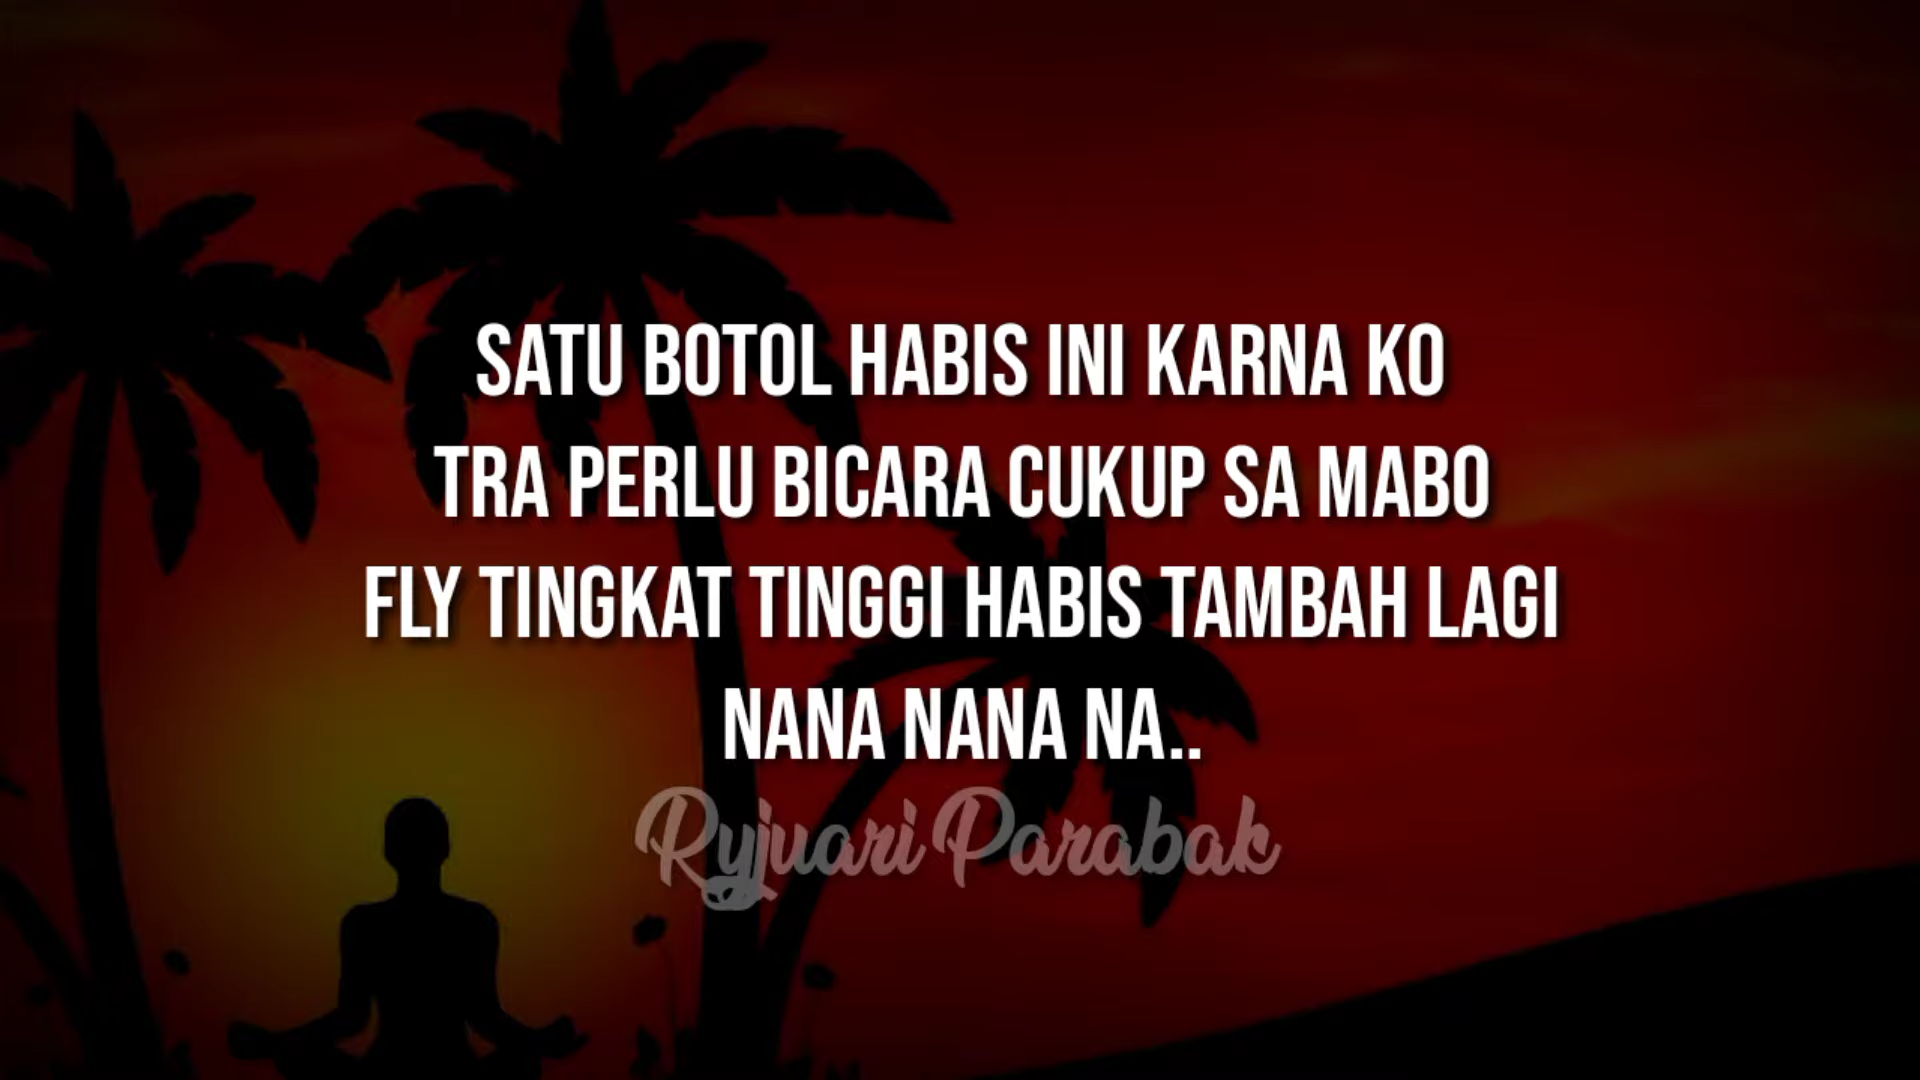 SATU BOTOL HABIS INI KARNA KO
TRA PERLU BICARA CUKUP SA MABO
FLY TINGKAT TINGGI HABIS TAMBAH LAGI
NANA NANA NA..
Ryjuari Parabak